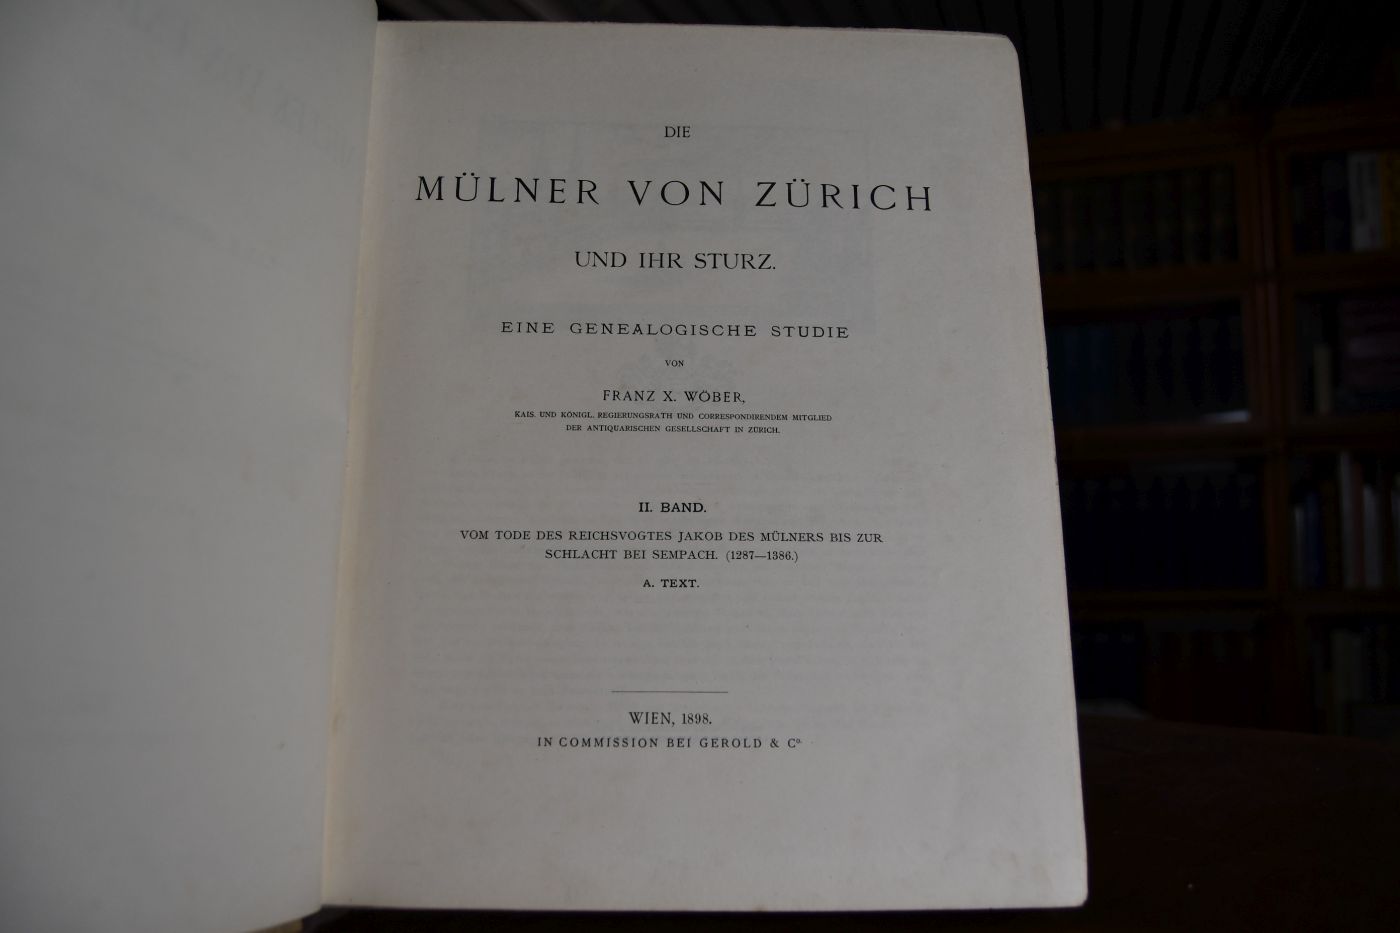 DIE
MÜLNER VON ZÜRICH
UND IHR STURZ.
EINE GENEALOGISCHE STUDIE
VON
FRANZ X. WÖBER,
KAIS. UND KÖNIGL. REGIERUNGSRATH UND CORRESPONDIRENDEM MITGLIED
DER ANTIQUARISCHEN GESELLSCHAFT IN ZÜRICH.
II. BAND.
VOM TODE DES REICHSVOGTES JAKOB DES MÜLNERS BIS ZUR
SCHLACHT BEI SEMPACH. (1287—1386.)
A. TEXT.
WIEN, 1898.
IN COMMISSION BEI GEROLD & Cº.